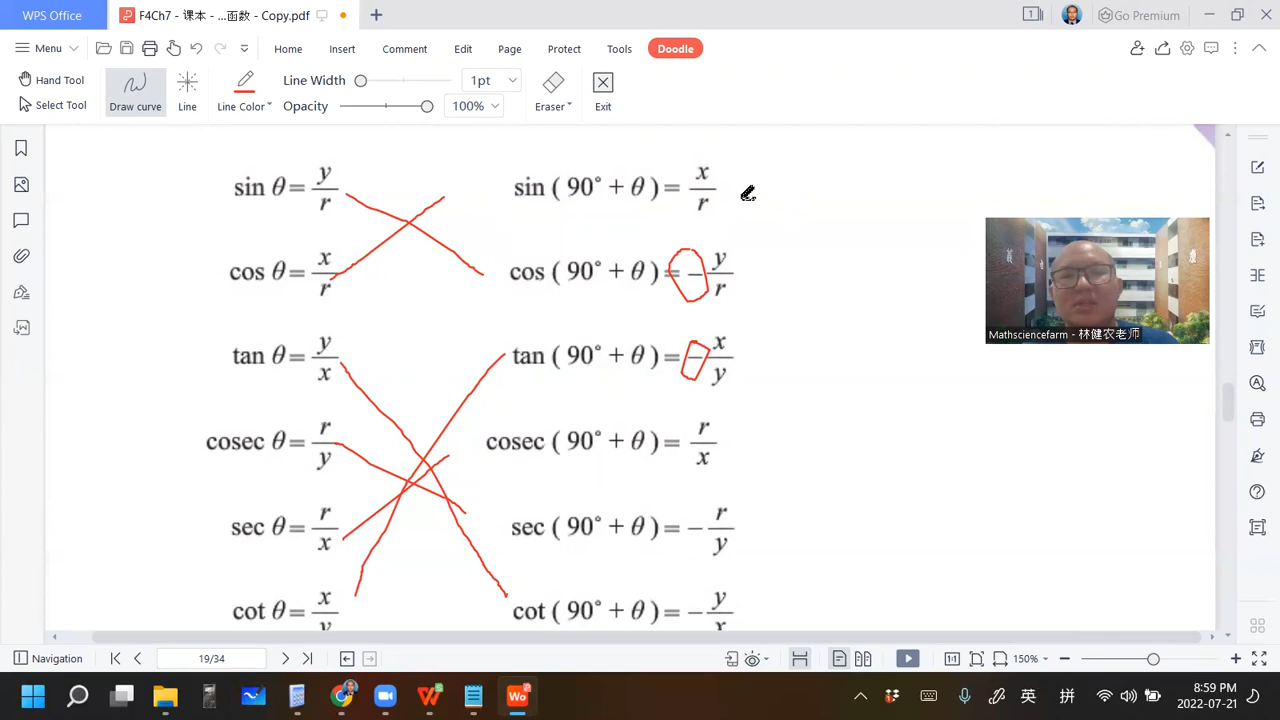 WPS Office
F4Ch7 - 课本 - ...函数 - Copy.pdf
1
Go Premium
Menu
Home
Insert
Comment
Edit
Page
Protect
Tools
Doodle
Hand Tool
Select Tool
Draw curve
Line
Line Color
Line Width
1pt
Opacity
100%
Eraser
Exit
sin θ = y/r
sin ( 90° + θ ) = x/r
cos θ = x/r
cos ( 90° + θ ) = - y/r
tan θ = y/x
tan ( 90° + θ ) = - x/y
cosec θ = r/y
cosec ( 90° + θ ) = r/x
sec θ = r/x
sec ( 90° + θ ) = - r/y
cot θ = x/y
cot ( 90° + θ ) = - y/x
Mathsciencefarm - 林健农老师
Navigation
19/34
150%
英
拼
8:59 PM
2022-07-21